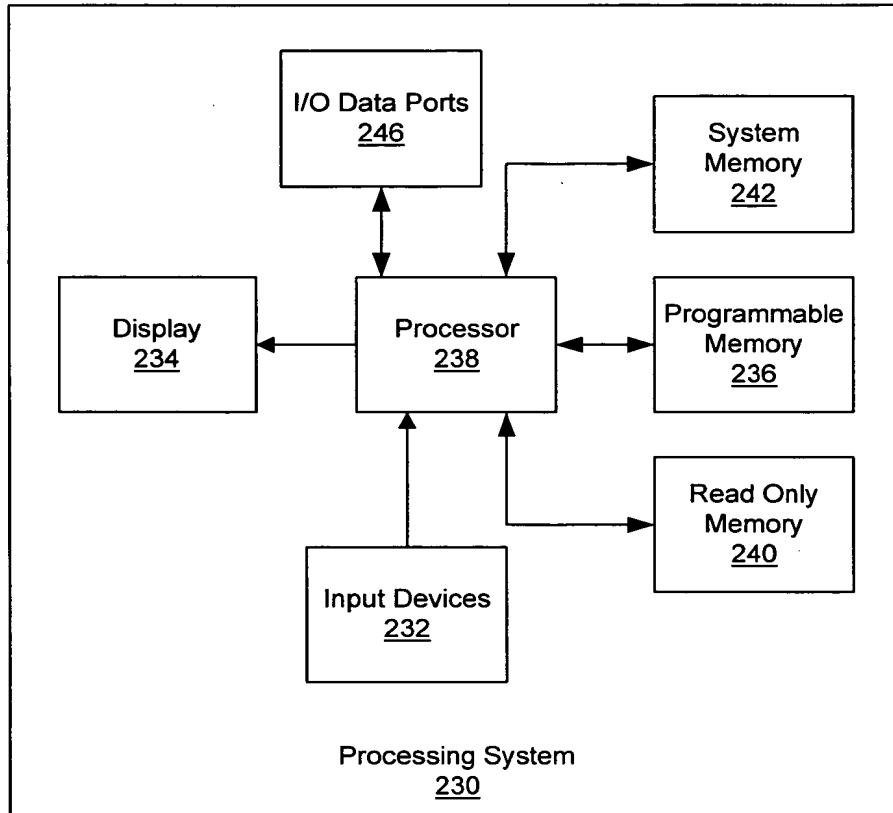 I/O Data Ports
246
System
Memory
242
Display
234
Processor
238
Programmable
Memory
236
Read Only
Memory
240
Input Devices
232
Processing System
230